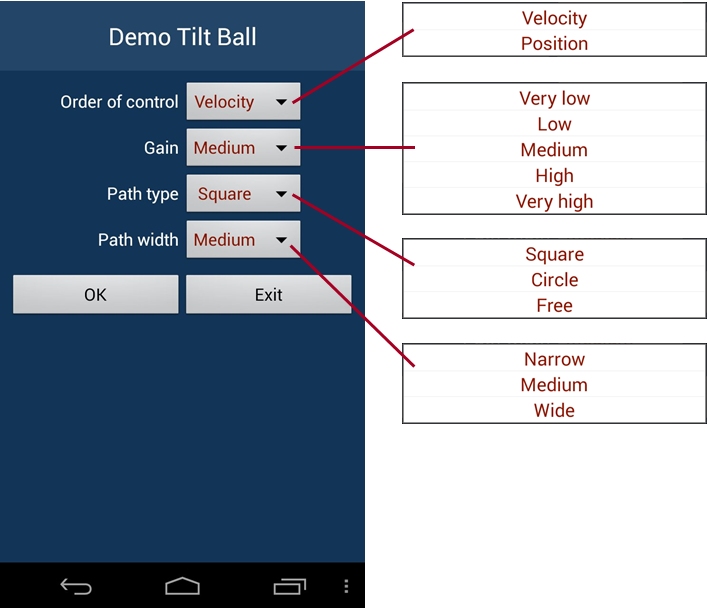 Demo Tilt Ball
Order of control Velocity
Gain Medium
Path type Square
Path width Medium
OK Exit
Velocity
Position
Very low
Low
Medium
High
Very high
Square
Circle
Free
Narrow
Medium
Wide